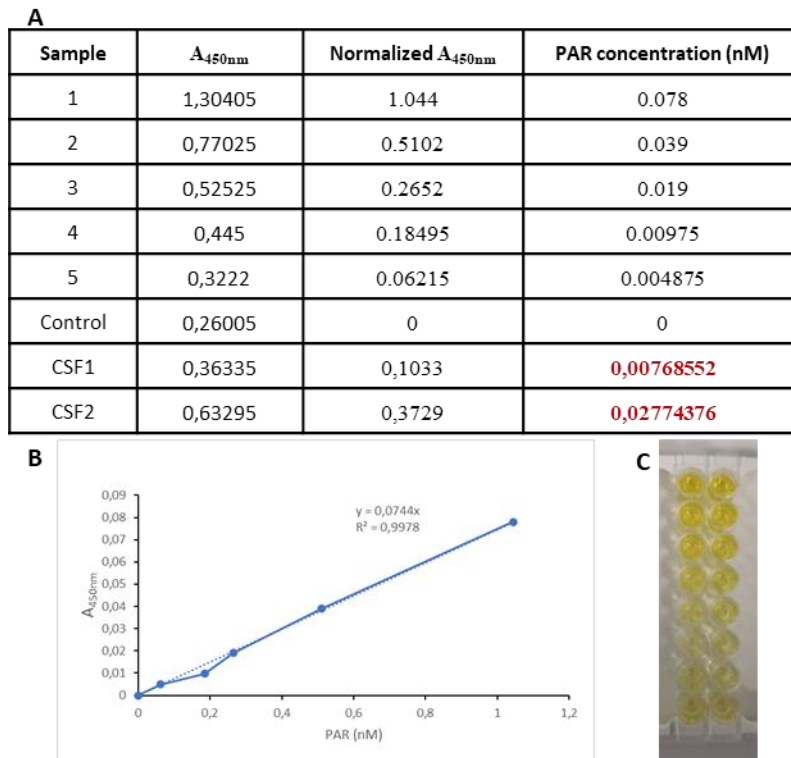 A
Sample A450nm Normalized A450nm PAR concentration (nM)
1 1,30405 1.044 0.078
2 0,77025 0.5102 0.039
3 0,52525 0.2652 0.019
4 0,445 0.18495 0.00975
5 0,3222 0.06215 0.004875
Control 0,26005 0 0
CSF1 0,36335 0,1033 0,00768552
CSF2 0,63295 0,3729 0,02774376
B
C
0,09
0,08
0,07
0,06
0,05
0,04
0,03
0,02
0,01
0
A450nm
y = 0,0744x
R² = 0,9978
0 0,2 0,4 0,6 0,8 1 1,2
PAR (nM)